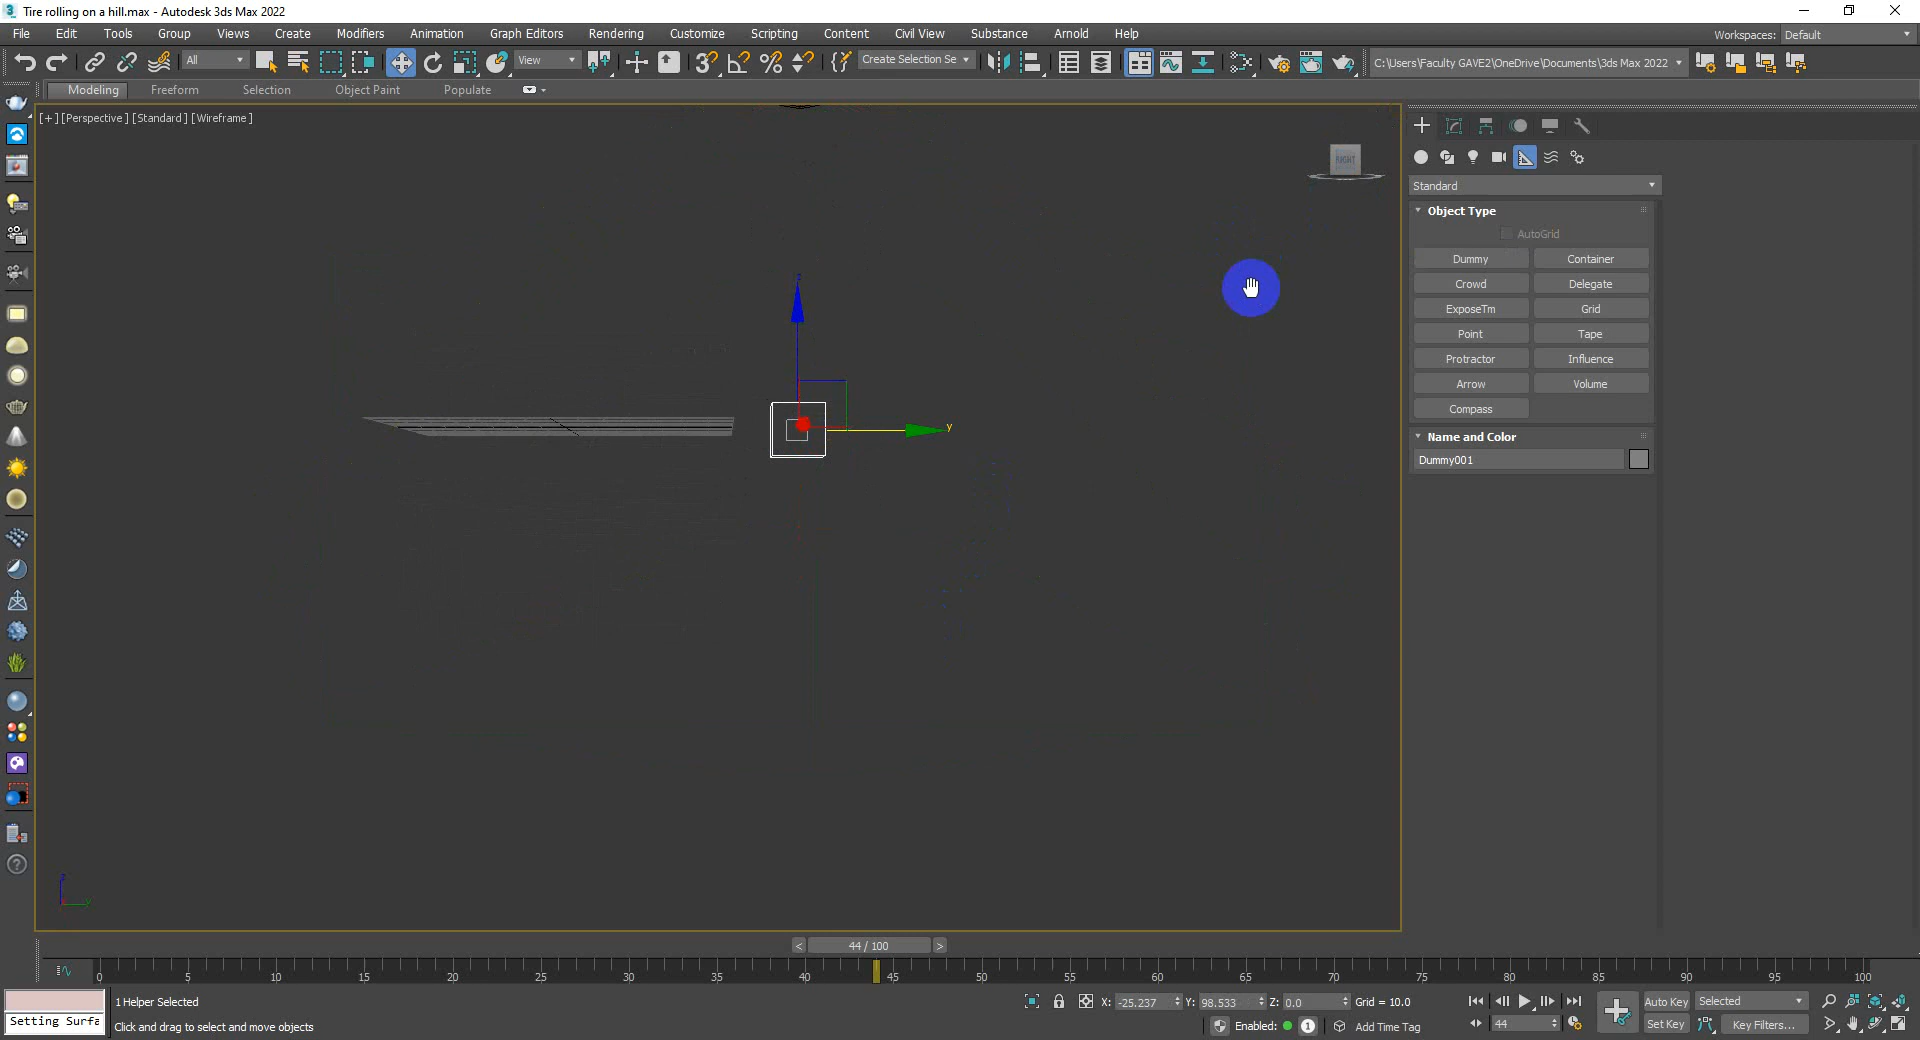 Tire rolling on a hill.max - Autodesk 3ds Max 2022
File Edit Tools Group Views Create Modifiers Animation Graph Editors Rendering Customize Scripting Content Civil View Substance Arnold Help Workspaces: Default
All View Create Selection Se C:\Users\Faculty GAVE2\OneDrive\Documents\3ds Max 2022
Modeling Freeform Selection Object Paint Populate
[+] [Perspective ] [Standard ] [Wireframe ]
RIGHT
Standard
Object Type
AutoGrid
Dummy Container
Crowd Delegate
ExposeTm Grid
Point Tape
Protractor Influence
Arrow Volume
Compass
Name and Color
Dummy001
z
y
z
y
< 44 / 100 >
0 5 10 15 20 25 30 35 40 45 50 55 60 65 70 75 80 85 90 95 100
1 Helper Selected X: -25.237 Y: 98.533 Z: 0.0 Grid = 10.0 Auto Key Selected
Setting Surfa Click and drag to select and move objects Enabled: 1 Add Time Tag 44 Set Key Key Filters...